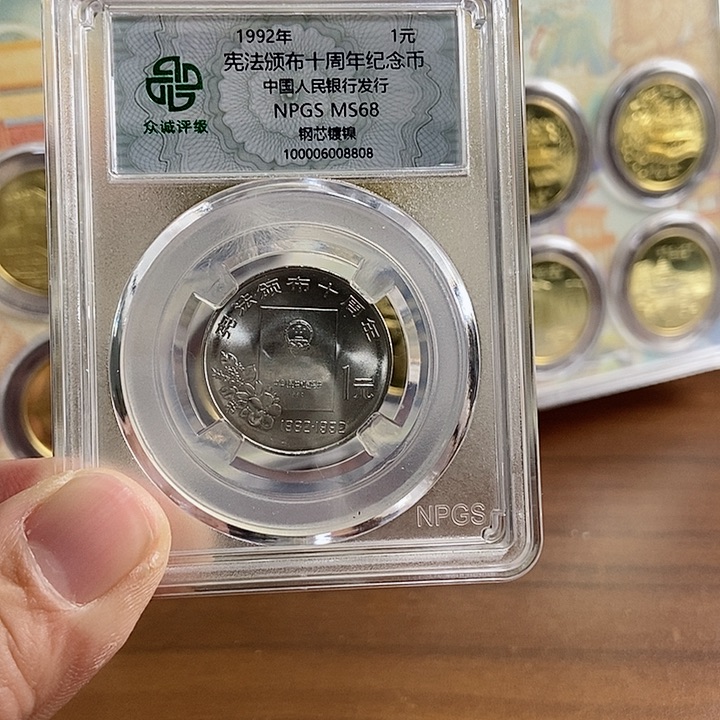 1992年 1元
宪法颁布十周年纪念币
中国人民银行发行
NPGS MS68
钢芯镀镍
100006008808
众诚评级
宪法颁布十周年
1元
1982-1992
NPGS